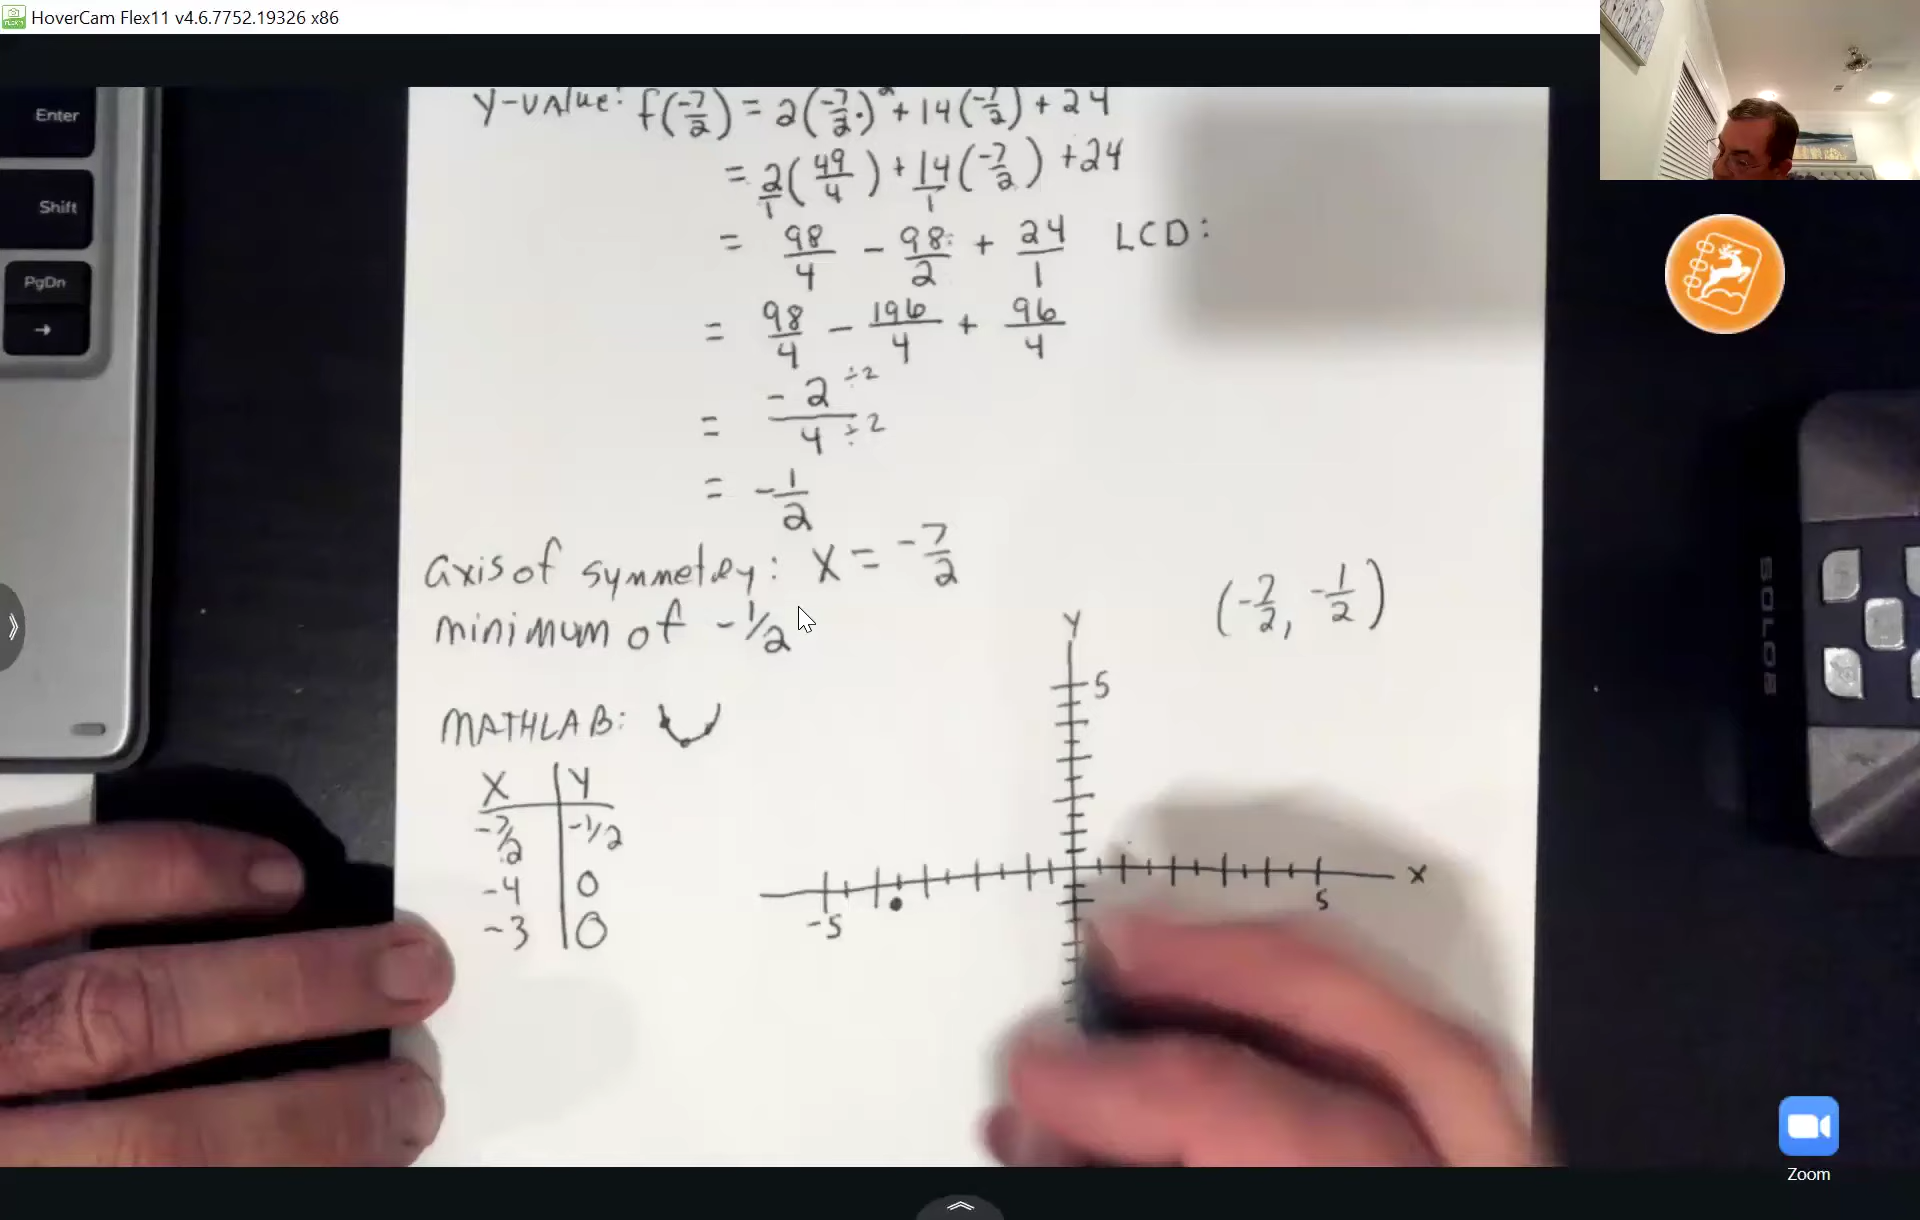 HoverCam Flex11 v4.6.7752.19326 x86
Enter
Shift
PgDn
→
Y-value: f(-7/2) = 2(-7/2)² + 14(-7/2) + 24
= 2/1(49/4) + 14/1(-7/2) + 24
= 98/4 - 98/2 + 24/1 LCD:
= 98/4 - 196/4 + 96/4
= -2÷2/4÷2
= -1/2
axis of symmetry: x = -7/2
minimum of -1/2
(-7/2, -1/2)
MATHLAB:
X | Y
-7/2 | -1/2
-4 | 0
-3 | 0
Y
5
X
-5
5
SOLOS
Zoom